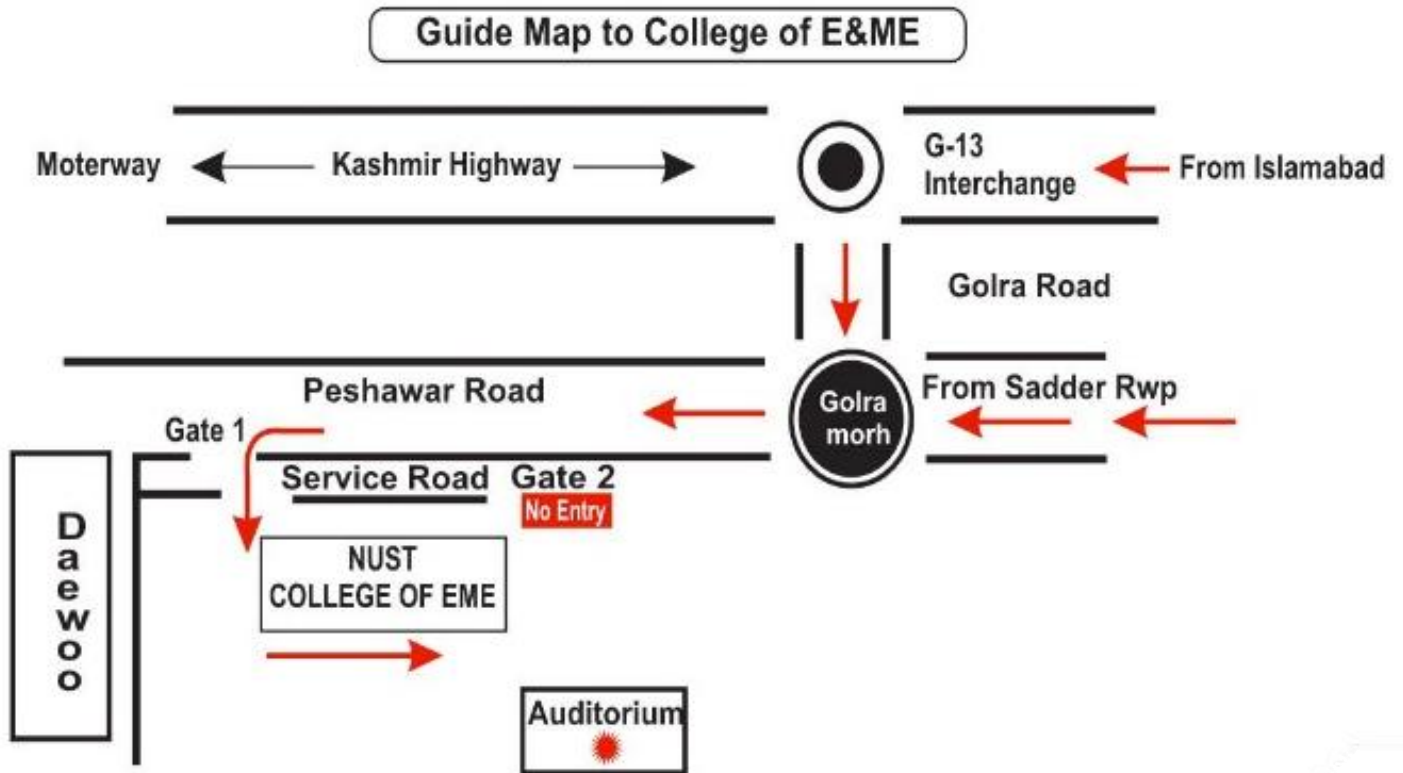 Guide Map to College of E&ME
Moterway
Kashmir Highway
G-13
Interchange
From Islamabad
Golra Road
Peshawar Road
Golra
morh
From Sadder Rwp
Gate 1
Service Road
Gate 2
No Entry
Daewoo
NUST
COLLEGE OF EME
Auditorium